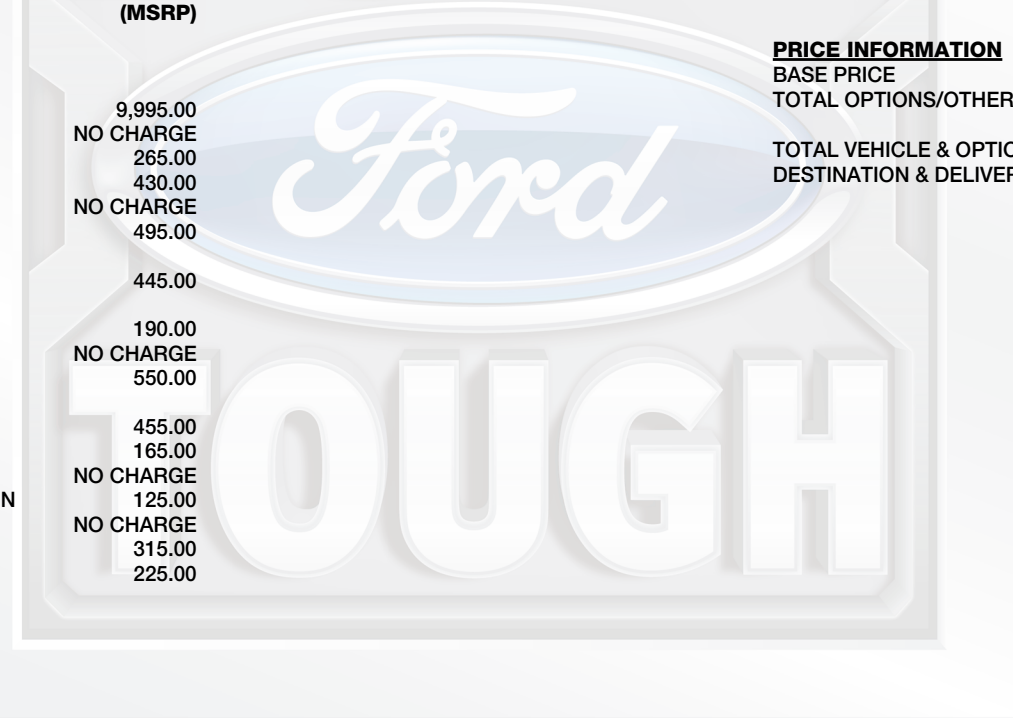 (MSRP)
9,995.00
NO CHARGE
265.00
430.00
NO CHARGE
495.00
445.00
190.00
NO CHARGE
550.00
455.00
165.00
NO CHARGE
N 125.00
NO CHARGE
315.00
225.00
PRICE INFORMATION
BASE PRICE
TOTAL OPTIONS/OTHER
TOTAL VEHICLE & OPTIO
DESTINATION & DELIVER
Ford
TOUGH